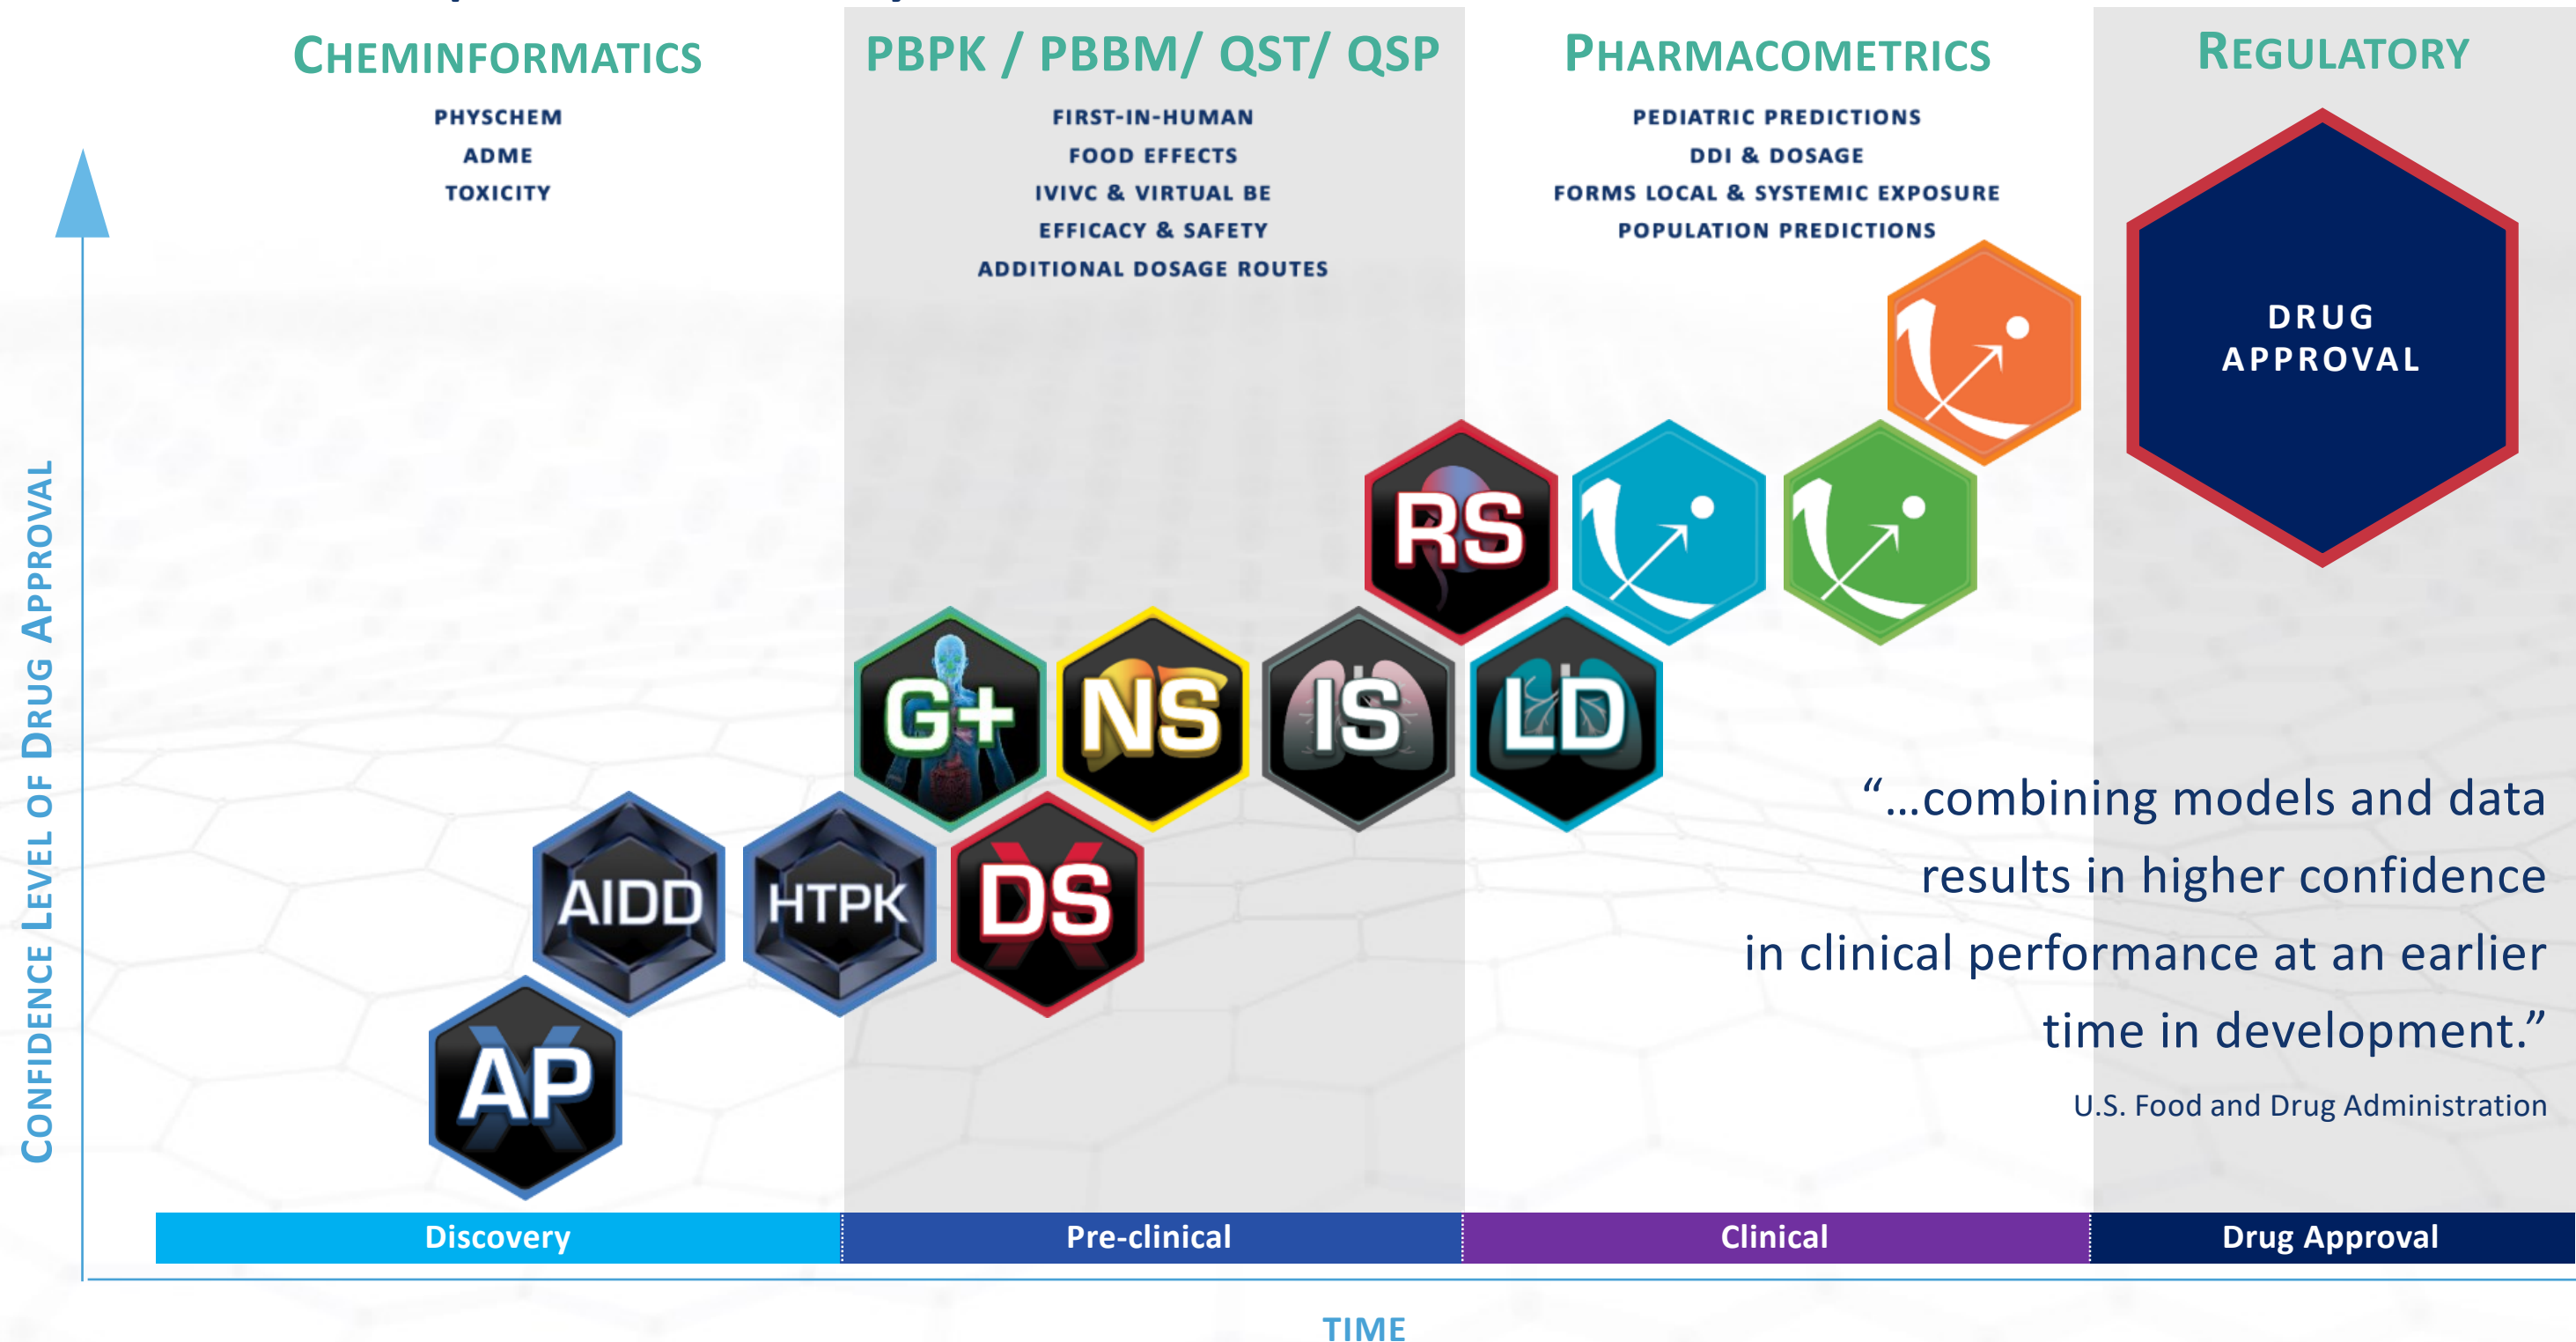 CHEMINFORMATICS
PHYSCHEM
ADME
TOXICITY
PBPK / PBBM/ QST/ QSP
FIRST-IN-HUMAN
FOOD EFFECTS
IVIVC & VIRTUAL BE
EFFICACY & SAFETY
ADDITIONAL DOSAGE ROUTES
PHARMACOMETRICS
PEDIATRIC PREDICTIONS
DDI & DOSAGE
FORMS LOCAL & SYSTEMIC EXPOSURE
POPULATION PREDICTIONS
REGULATORY
DRUG
APPROVAL
CONFIDENCE LEVEL OF DRUG APPROVAL
RS
G+
NS
IS
LD
AIDD
HTPK
DS
AP
“...combining models and data
results in higher confidence
in clinical performance at an earlier
time in development.”
U.S. Food and Drug Administration
Discovery
Pre-clinical
Clinical
Drug Approval
TIME